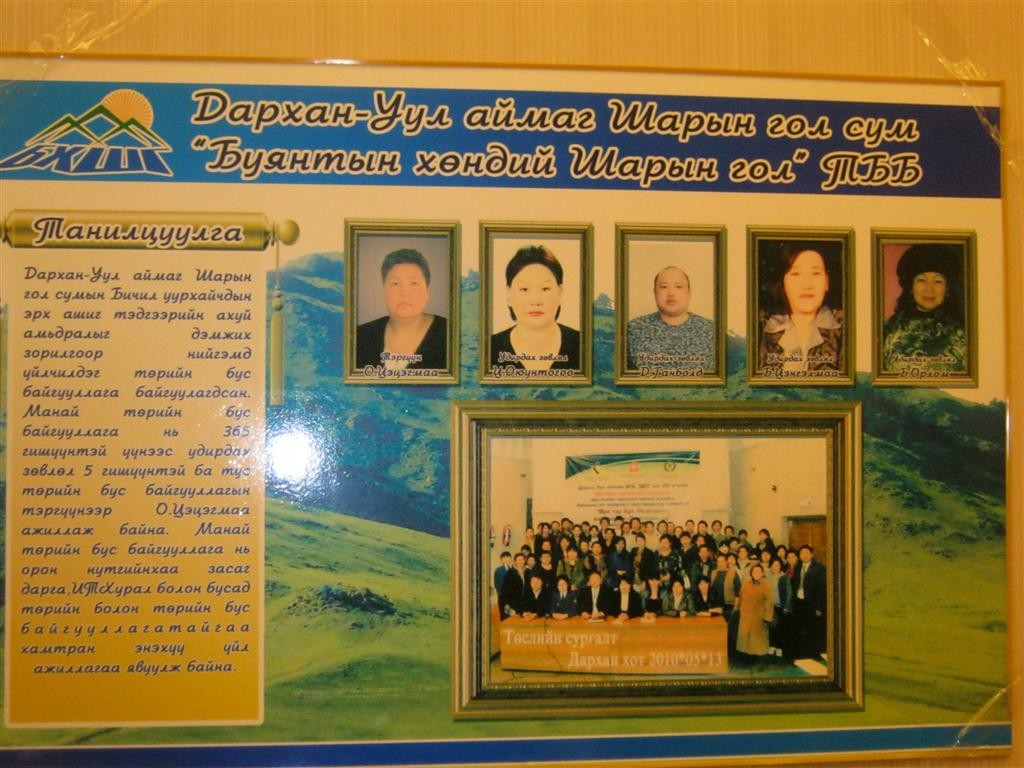 Дархан-Уул аймаг Шарын гол сум
"Буянтын хөндий Шарын гол" ТББ
БХШ
Танилцуулга
Дархан-Уул аймаг Шарын
гол сумын Бичил уурхайчдын
эрх ашиг тэдгээрийн ахуй
амьдралыг дэмжих
зорилгоор нийгэмд
үйлчилдэг төрийн бус
байгууллага байгуулагдсан.
Манай төрийн бус
байгууллага нь 365
гишүүнтэй үүнээс удирдах
зөвлөл 5 гишүүнтэй ба тус
төрийн бус байгууллагын
тэргүүнээр О.Цэцэгмаа
ажиллаж байна. Манай
төрийн бус байгууллага нь
орон нутгийнхаа засаг
дарга,ИТХурал болон бусад
төрийн болон төрийн бус
байгууллагатайгаа
хамтран энэхүү үйл
ажиллагаа явуулж байна.
Тэргүүн
О.Цэцэгмаа
Удирдах зөвлөл
Ц.Оюунтогоо
Удирдах зөвлөл
Д.Ганболд
Удирдах зөвлөл
Б.Цэнгэлмаа
Удирдах зөвлөл
Б.Орлом
Төслийн сургалт
Дархан хот 2010*05*13